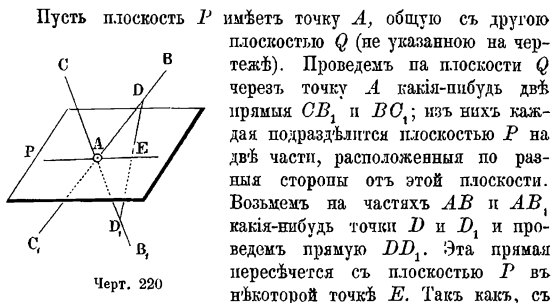 Пусть плоскость P имѣетъ точку A, общую съ другою
плоскостью Q (не указанною на чер-
тежѣ). Проведемъ на плоскости Q
черезъ точку A какія-нибудь двѣ
прямыя CB₁ и BC₁; изъ нихъ каж-
дая подраздѣлится плоскостью P на
двѣ части, расположенныя по раз-
ныя стороны отъ этой плоскости.
Возьмемъ на частяхъ AB и AB₁
какія-нибудь точки D и D₁ и про-
ведемъ прямую DD₁. Эта прямая
пересѣчется съ плоскостью P въ
нѣкоторой точкѣ E. Такъ какъ, съ
C
B
D
P
A
E
C₁
D₁
B₁
Черт. 220